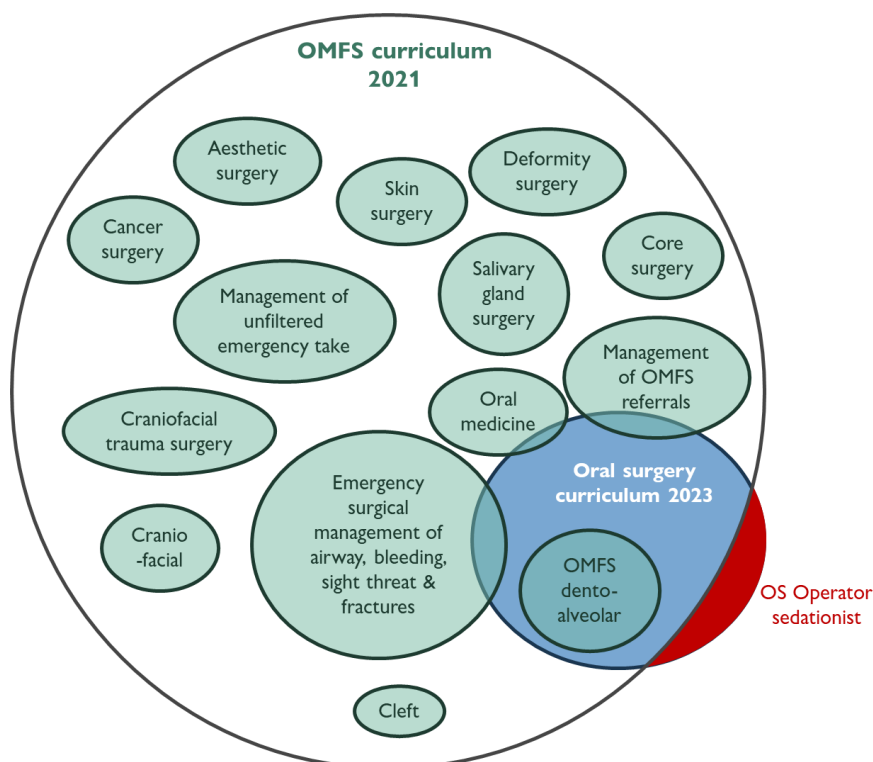 OMFS curriculum
2021
Aesthetic
surgery
Skin
surgery
Deformity
surgery
Cancer
surgery
Core
surgery
Management of
unfiltered
emergency take
Salivary
gland
surgery
Management
of OMFS
referrals
Craniofacial
trauma surgery
Oral
medicine
Oral surgery
curriculum 2023
Emergency
surgical
management of
airway, bleeding,
sight threat &
fractures
Cranio
-facial
OMFS
dento-
alveolar
OS Operator
sedationist
Cleft